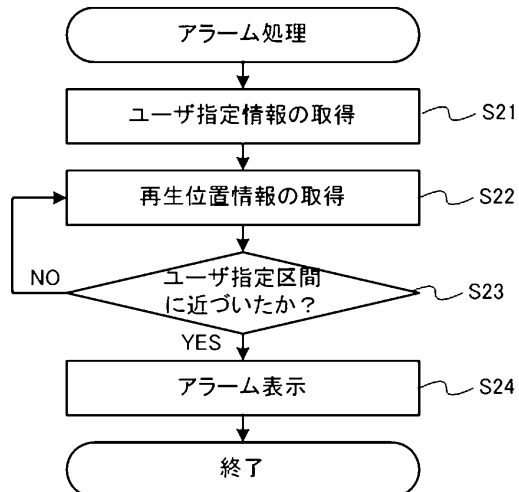 アラーム処理
ユーザ指定情報の取得
S21
再生位置情報の取得
S22
ユーザ指定区間
に近づいたか？
S23
NO
YES
アラーム表示
S24
終了